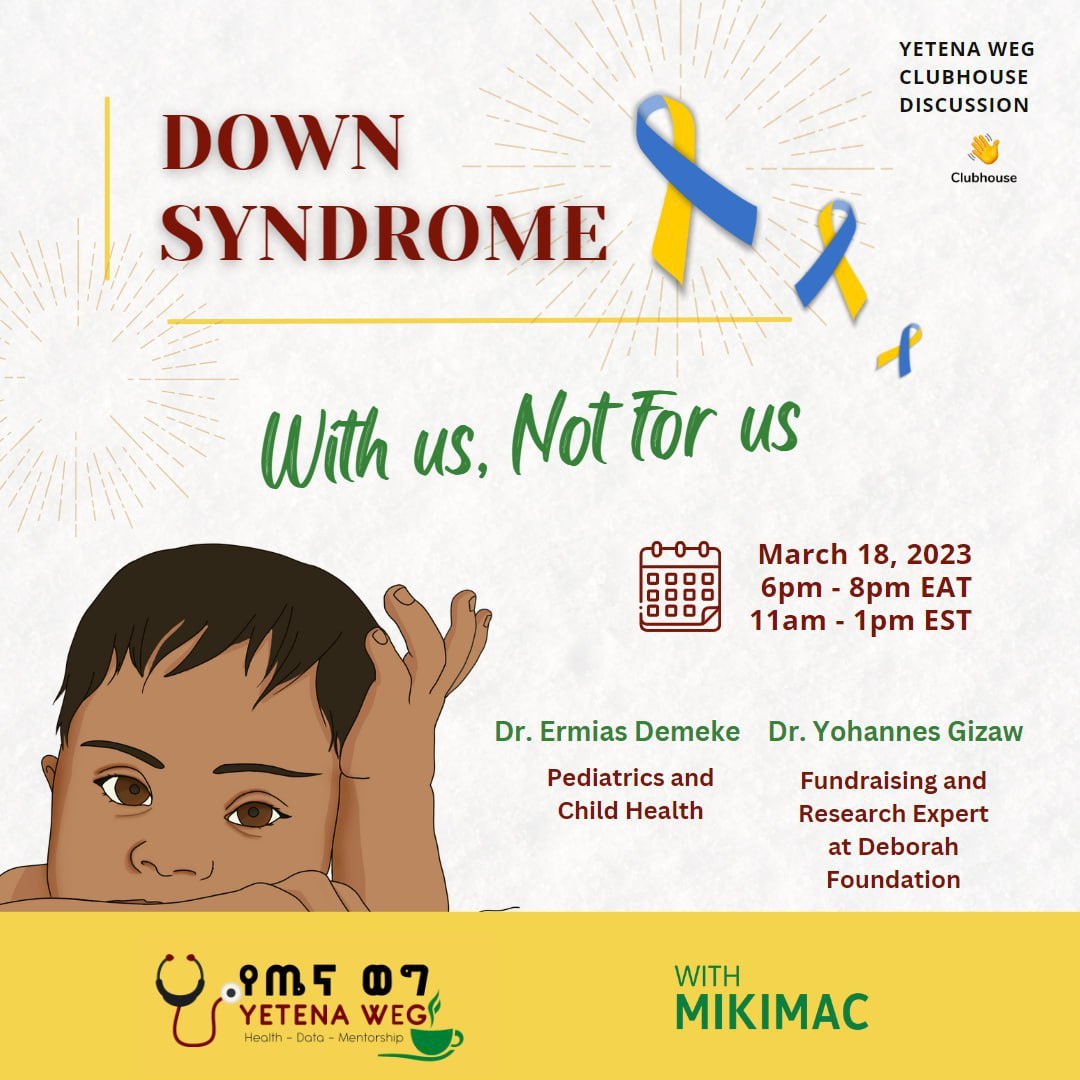 YETENA WEG
CLUBHOUSE
DISCUSSION
Clubhouse
DOWN
SYNDROME
With us, Not For us
March 18, 2023
6pm - 8pm EAT
11am - 1pm EST
Dr. Ermias Demeke
Pediatrics and
Child Health
Dr. Yohannes Gizaw
Fundraising and
Research Expert
at Deborah
Foundation
የጤና ወግ
YETENA WEG
Health - Data - Mentorship
WITH
MIKIMAC